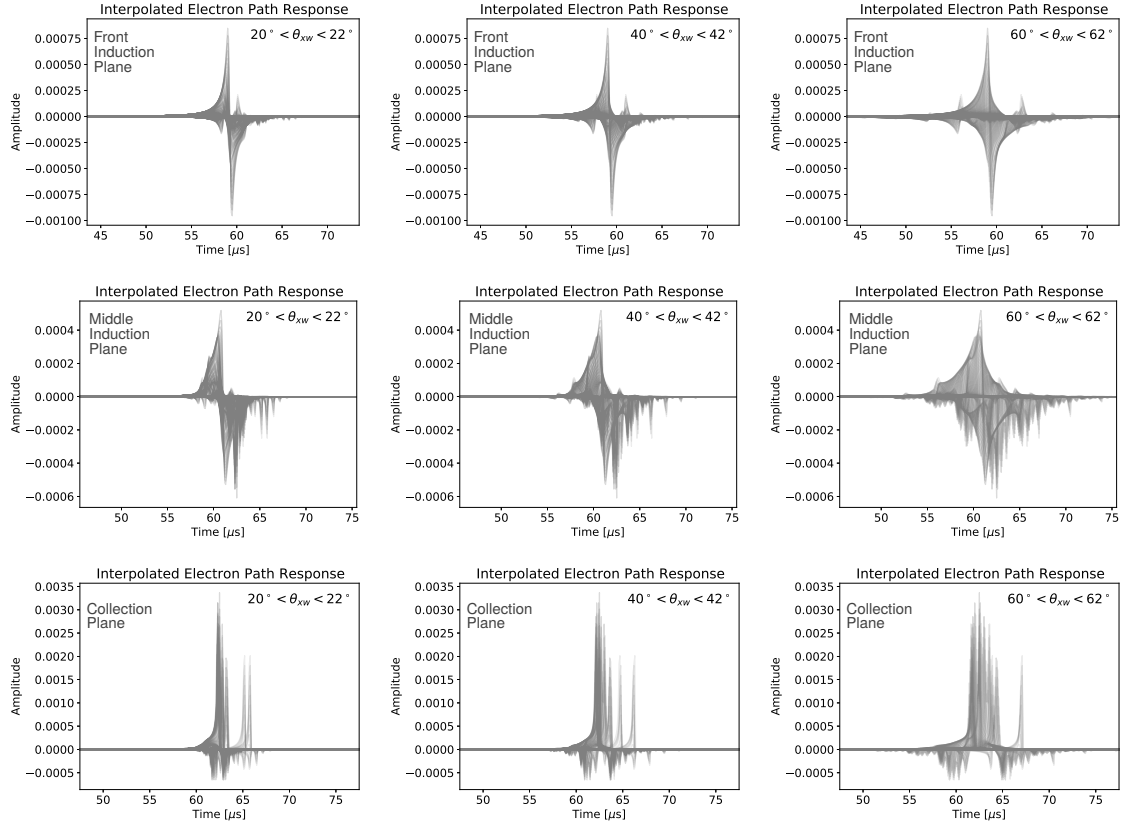 Interpolated Electron Path Response
Front
Induction
Plane
20° < θxw < 22°
Amplitude
0.00075
0.00050
0.00025
0.00000
−0.00025
−0.00050
−0.00075
−0.00100
45 50 55 60 65 70
Time [μs]
Interpolated Electron Path Response
Front
Induction
Plane
40° < θxw < 42°
Amplitude
0.00075
0.00050
0.00025
0.00000
−0.00025
−0.00050
−0.00075
−0.00100
45 50 55 60 65 70
Time [μs]
Interpolated Electron Path Response
Front
Induction
Plane
60° < θxw < 62°
Amplitude
0.00075
0.00050
0.00025
0.00000
−0.00025
−0.00050
−0.00075
−0.00100
45 50 55 60 65 70
Time [μs]
Interpolated Electron Path Response
Middle
Induction
Plane
20° < θxw < 22°
Amplitude
0.0004
0.0002
0.0000
−0.0002
−0.0004
−0.0006
50 55 60 65 70 75
Time [μs]
Interpolated Electron Path Response
Middle
Induction
Plane
40° < θxw < 42°
Amplitude
0.0004
0.0002
0.0000
−0.0002
−0.0004
−0.0006
50 55 60 65 70 75
Time [μs]
Interpolated Electron Path Response
Middle
Induction
Plane
60° < θxw < 62°
Amplitude
0.0004
0.0002
0.0000
−0.0002
−0.0004
−0.0006
50 55 60 65 70 75
Time [μs]
Interpolated Electron Path Response
Collection
Plane
20° < θxw < 22°
Amplitude
0.0035
0.0030
0.0025
0.0020
0.0015
0.0010
0.0005
0.0000
−0.0005
50 55 60 65 70 75
Time [μs]
Interpolated Electron Path Response
Collection
Plane
40° < θxw < 42°
Amplitude
0.0035
0.0030
0.0025
0.0020
0.0015
0.0010
0.0005
0.0000
−0.0005
50 55 60 65 70 75
Time [μs]
Interpolated Electron Path Response
Collection
Plane
60° < θxw < 62°
Amplitude
0.0035
0.0030
0.0025
0.0020
0.0015
0.0010
0.0005
0.0000
−0.0005
50 55 60 65 70 75
Time [μs]